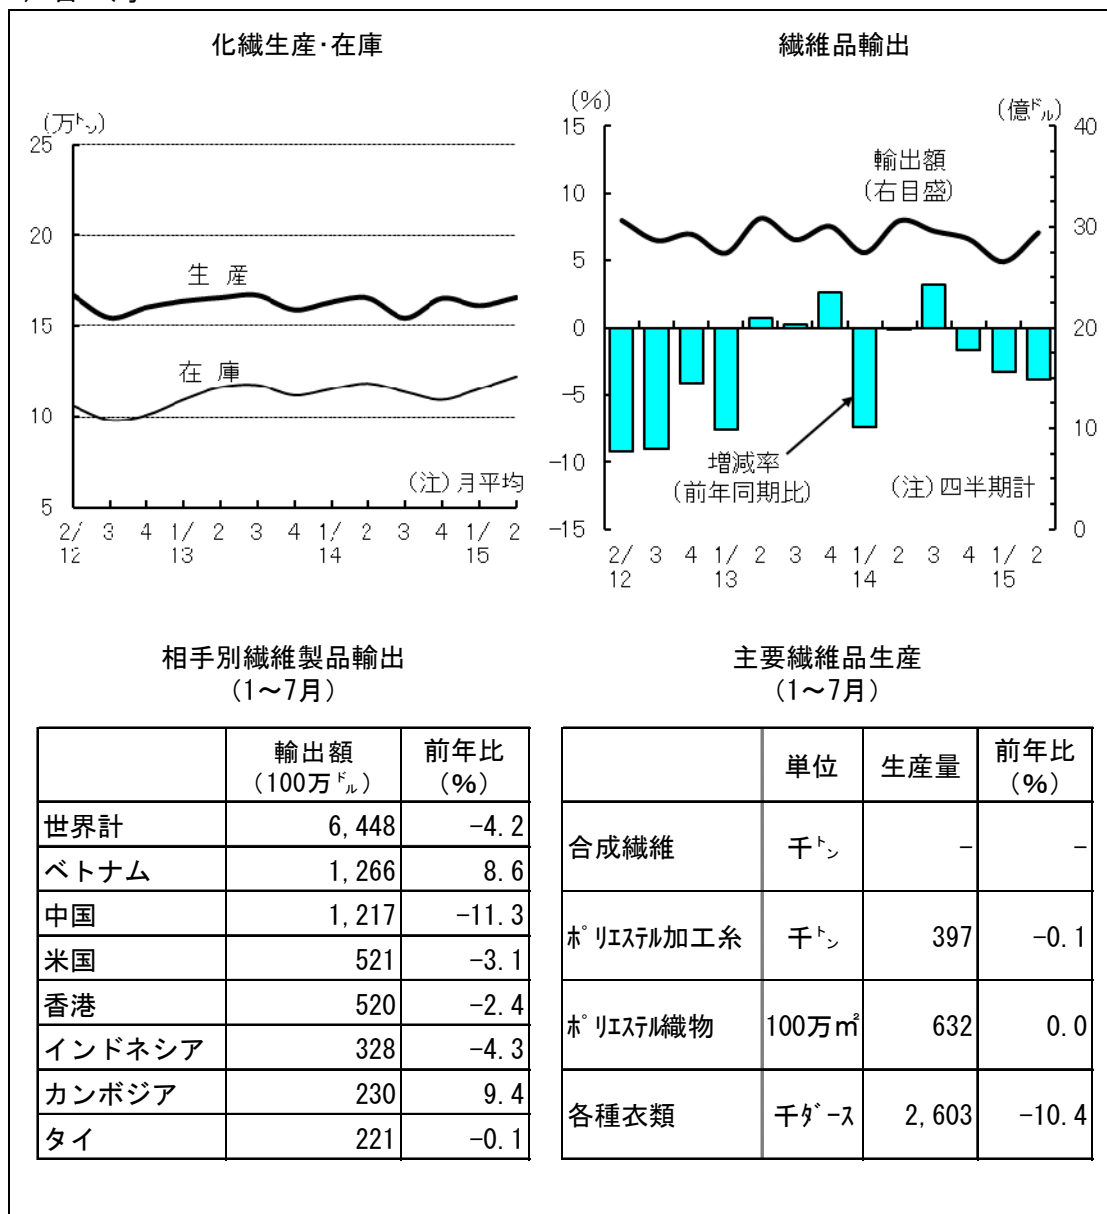 化繊生産・在庫
(万㌧)
25
20
15
10
5
生 産
在 庫
(注)月平均
2/ 3 4 1/ 2 3 4 1/ 2 3 4 1/ 2
12 13 14 15
繊維品輸出
(%)
(億㌦)
15
10
5
0
-5
-10
-15
40
30
20
10
0
輸出額
(右目盛)
増減率
(前年同期比)
(注)四半期計
2/ 3 4 1/ 2 3 4 1/ 2 3 4 1/ 2
12 13 14 15
相手別繊維製品輸出
(1～7月)
輸出額 前年比
(100万㌦) (%)
世界計 6,448 -4.2
ベトナム 1,266 8.6
中国 1,217 -11.3
米国 521 -3.1
香港 520 -2.4
インドネシア 328 -4.3
カンボジア 230 9.4
タイ 221 -0.1
主要繊維品生産
(1～7月)
単位 生産量 前年比
(%)
合成繊維 千㌧ - -
ﾎﾟﾘｴｽﾃﾙ加工糸 千㌧ 397 -0.1
ﾎﾟﾘｴｽﾃﾙ織物 100万㎡ 632 0.0
各種衣類 千ﾀﾞｰｽ 2,603 -10.4